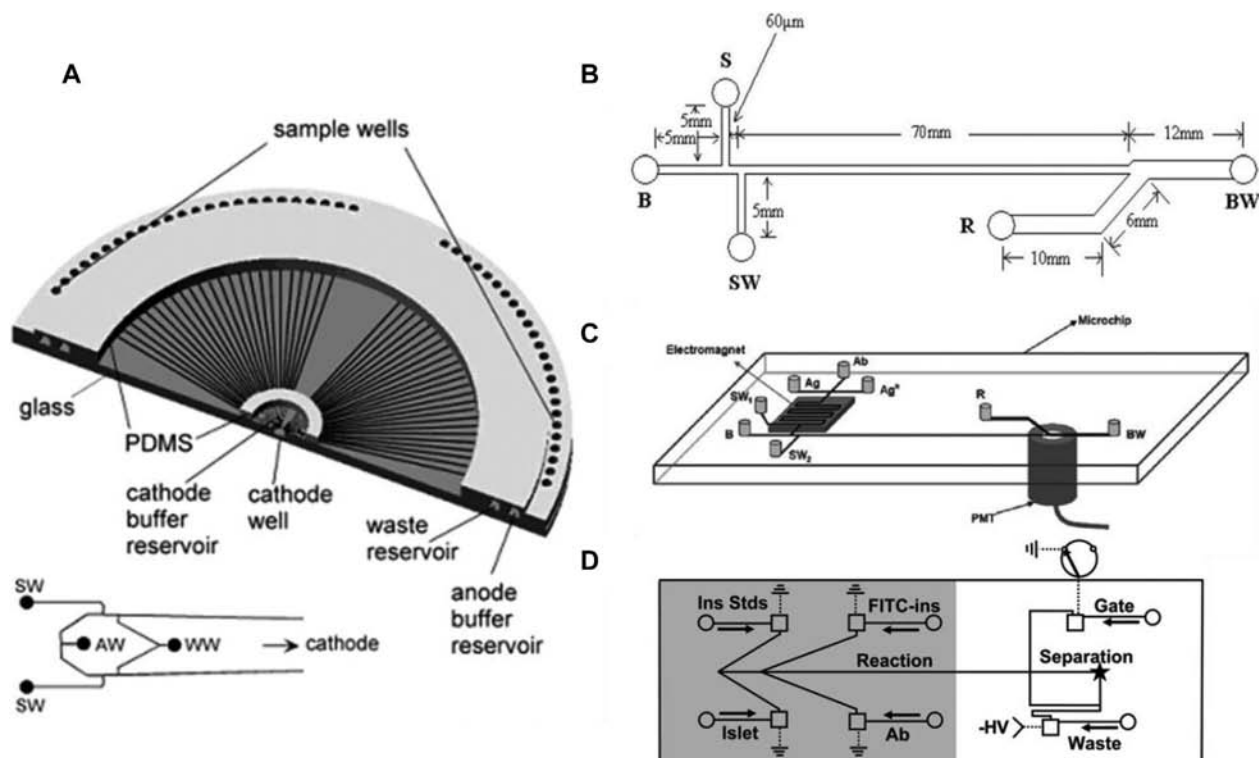 A
sample wells
glass
PDMS
cathode
buffer
reservoir
cathode
well
waste
reservoir
anode
buffer
reservoir
SW
AW
WW
cathode
SW
B
60μm
S
5mm
5mm
70mm
12mm
B
5mm
SW
R
10mm
6mm
BW
C
Microchip
Electromagnet
Ab
Ag
Ag*
SW1
B
SW2
R
BW
PMT
D
Ins Stds
FITC-ins
Gate
Reaction
Separation
Islet
Ab
-HV
Waste